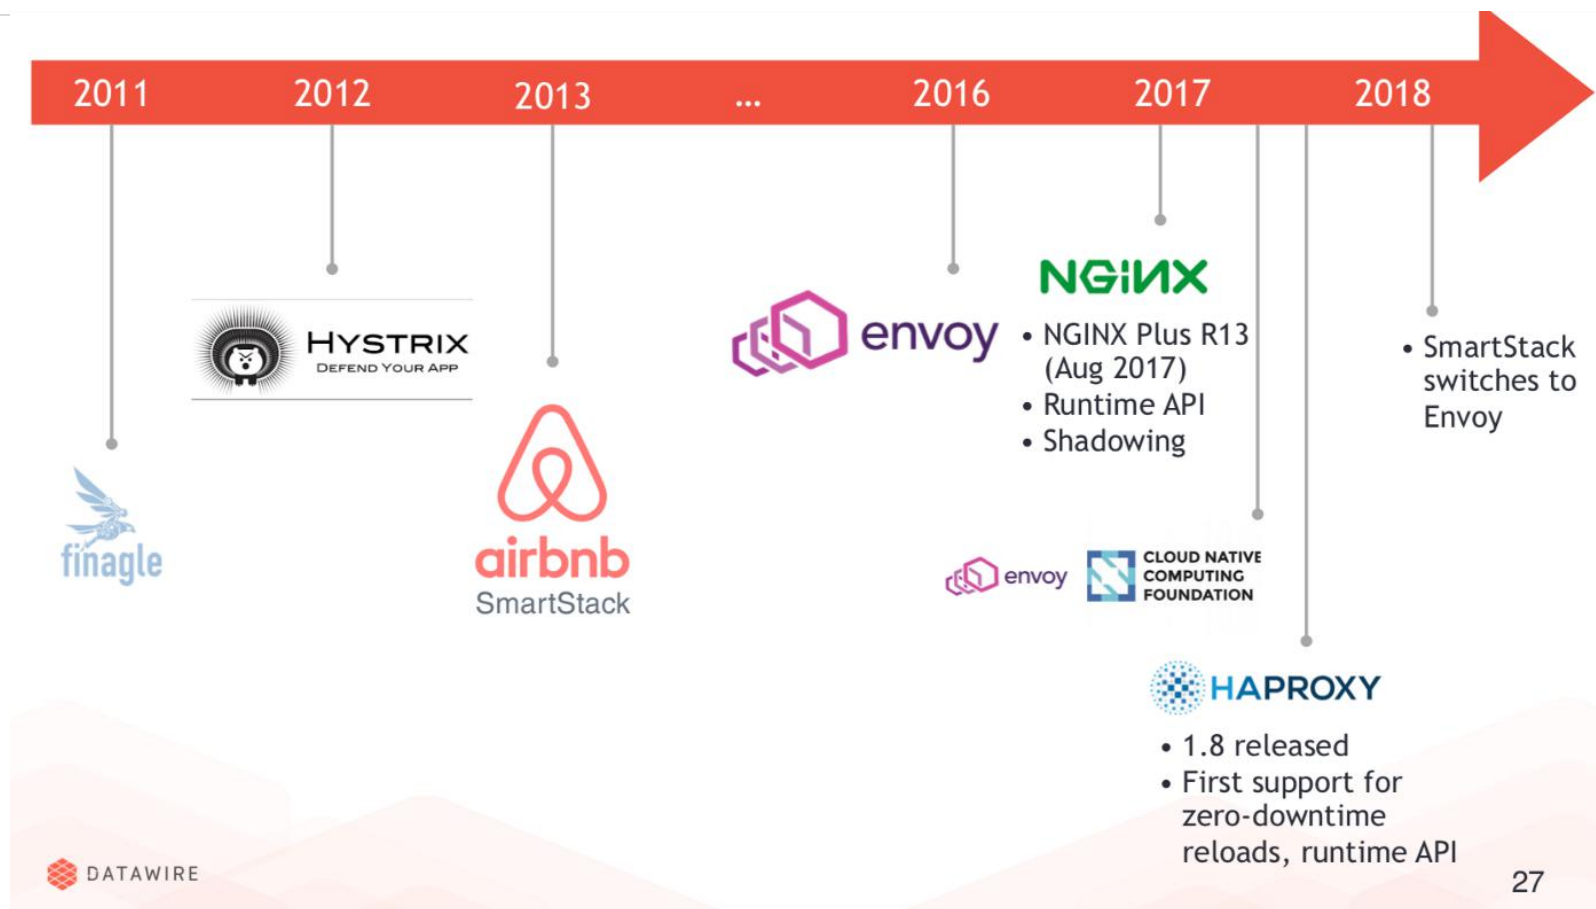 2011 2012 2013 ... 2016 2017 2018
finagle
HYSTRIX
DEFEND YOUR APP
airbnb
SmartStack
envoy
NGINX
• NGINX Plus R13
(Aug 2017)
• Runtime API
• Shadowing
envoy
CLOUD NATIVE
COMPUTING
FOUNDATION
HAPROXY
• 1.8 released
• First support for
zero-downtime
reloads, runtime API
• SmartStack
switches to
Envoy
DATAWIRE
27